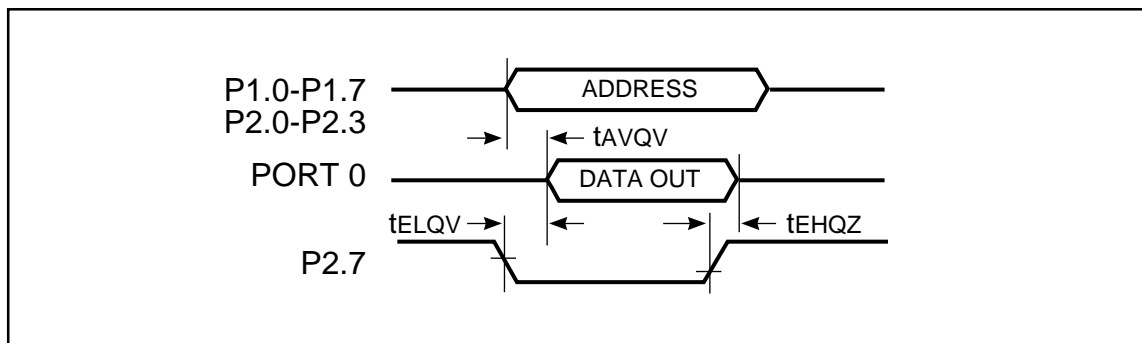 P1.0-P1.7 ADDRESS
P2.0-P2.3
tAVQV
PORT 0 DATA OUT
tELQV tEHQZ
P2.7